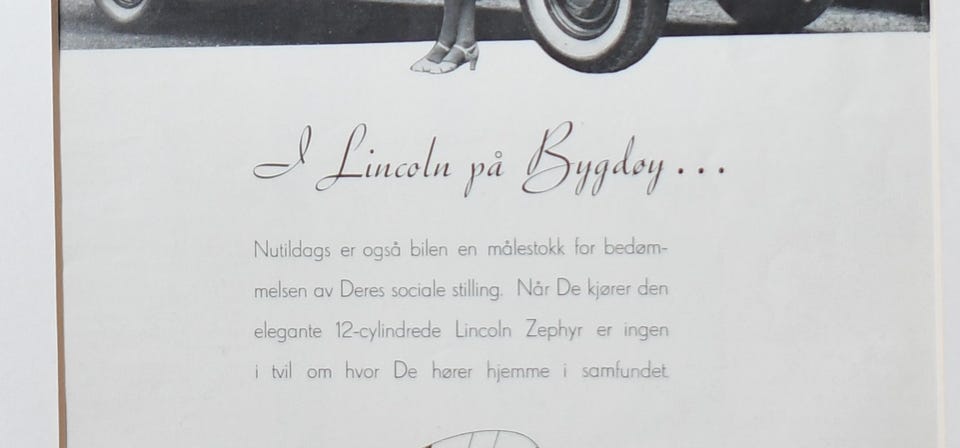 I Lincoln på Bygdøy...
Nutildags er også bilen en målestokk for bedøm-
melsen av Deres sociale stilling. Når De kjører den
elegante 12-cylindrede Lincoln Zephyr er ingen
i tvil om hvor De hører hjemme i samfundet.